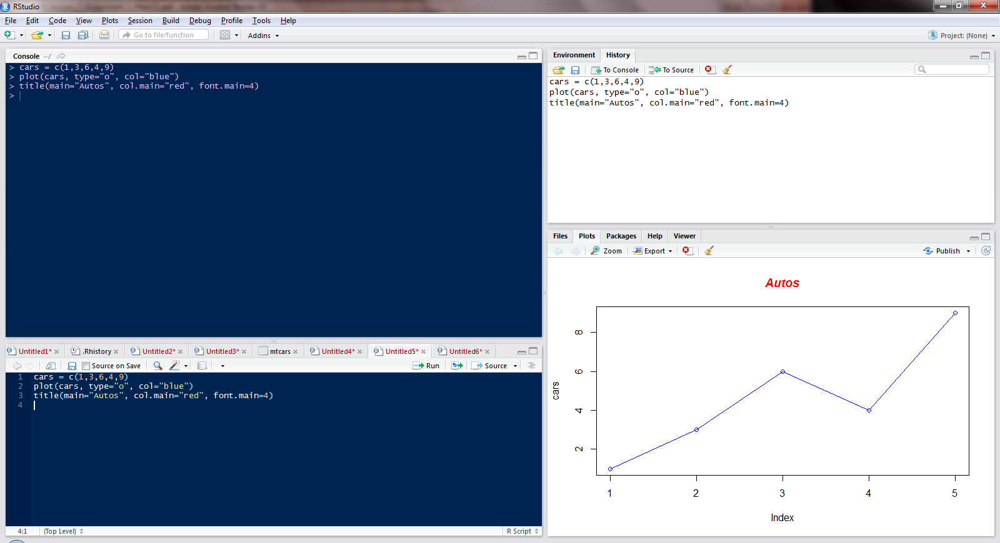 RStudio
File Edit Code View Plots Session Build Debug Profile Tools Help
Go to file/function Addins Project: (None)
Console ~/
> cars = c(1,3,6,4,9)
> plot(cars, type="o", col="blue")
> title(main="Autos", col.main="red", font.main=4)
>
Untitled1* .Rhistory Untitled2* Untitled3* mtcars Untitled4* Untitled5* Untitled6*
Source on Save Run Source
1 cars = c(1,3,6,4,9)
2 plot(cars, type="o", col="blue")
3 title(main="Autos", col.main="red", font.main=4)
4
4:1 (Top Level) R Script
Environment History
To Console To Source
cars = c(1,3,6,4,9)
plot(cars, type="o", col="blue")
title(main="Autos", col.main="red", font.main=4)
Files Plots Packages Help Viewer
Zoom Export Publish
Autos
8
6
4
2
cars
1 2 3 4 5
Index